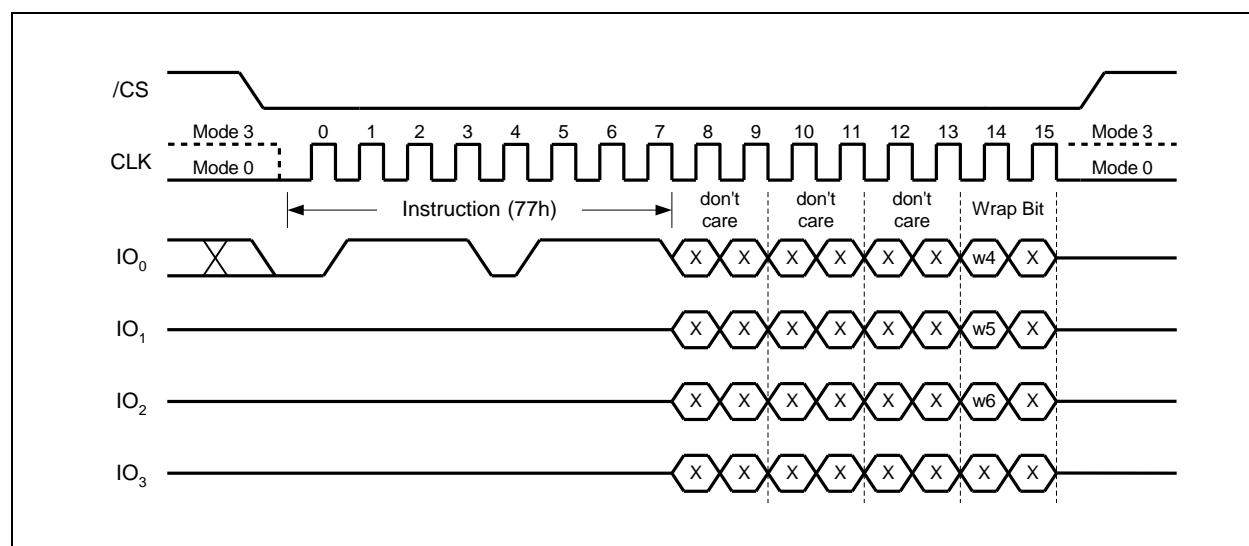 /CS
Mode 3 0 1 2 3 4 5 6 7 8 9 10 11 12 13 14 15 Mode 3
CLK
Mode 0 Mode 0
Instruction (77h) don't care don't care don't care Wrap Bit
IO0 X X X X X X w4 X
IO1 X X X X X X w5 X
IO2 X X X X X X w6 X
IO3 X X X X X X X X